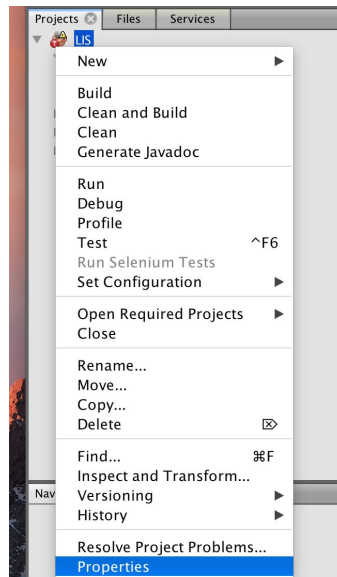 Projects Files Services
LIS
New
Build
Clean and Build
Clean
Generate Javadoc
Run
Debug
Profile
Test ^F6
Run Selenium Tests
Set Configuration
Open Required Projects
Close
Rename...
Move...
Copy...
Delete ⌦
Find... ⌘F
Inspect and Transform...
Versioning
History
Nav
Resolve Project Problems...
Properties